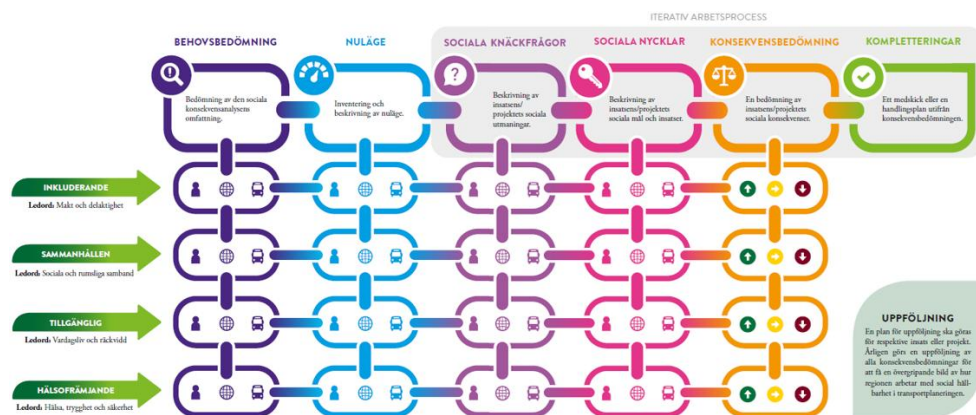 ITERATIV ARBETSPROCESS
BEHOVSBEDÖMNING
NULÄGE
SOCIALA KNÄCKFRÅGOR
SOCIALA NYCKLAR
KONSEKVENSBEDÖMNING
KOMPLETTERINGAR
Bedömning av den sociala
konsekvensanalysens
omfattning.
Inventering och
beskrivning av nuläge.
Beskrivning av
insatsens/
projektets sociala
utmaningar.
Beskrivning av
insatsens/projektets
sociala mål och insatser.
En bedömning av
insatsens/projektets
sociala konsekvenser.
Ett medskick eller en
handlingsplan utifrån
konsekvensbedömningen.
INKLUDERANDE
Ledord: Makt och delaktighet
SAMMANHÅLLEN
Ledord: Sociala och rumsliga samband
TILLGÄNGLIG
Ledord: Vardagsliv och räckvidd
HÄLSOFRÄMJANDE
Ledord: Hälsa, trygghet och säkerhet
UPPFÖLJNING
En plan för uppföljning ska göras
för respektive insats eller projekt.
Årligen görs en uppföljning av
alla konsekvensbedömningar för
att få en övergripande bild av hur
regionen arbetar med social håll-
barhet i transportplaneringen.